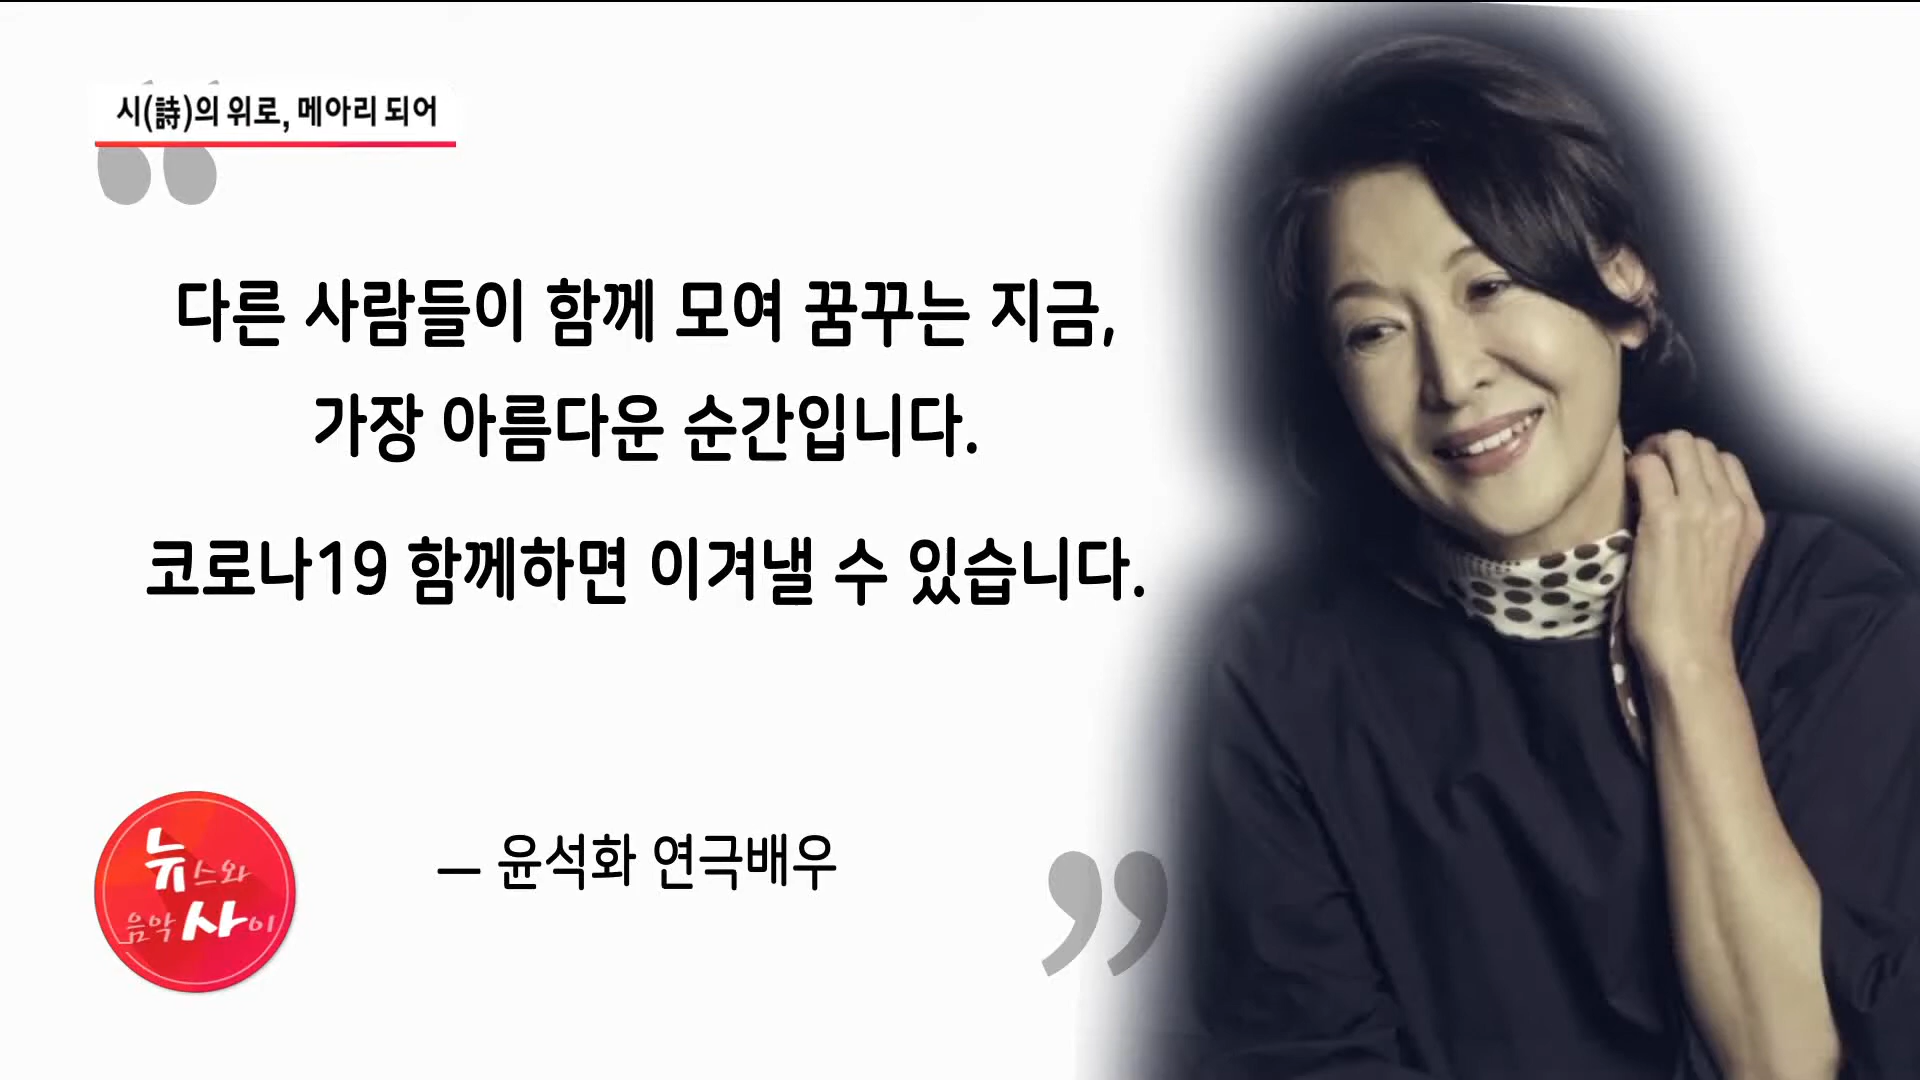 시(詩)의 위로, 메아리 되어
다른 사람들이 함께 모여 꿈꾸는 지금,
가장 아름다운 순간입니다.
코로나19 함께하면 이겨낼 수 있습니다.
— 윤석화 연극배우
뉴스와
음악 사이